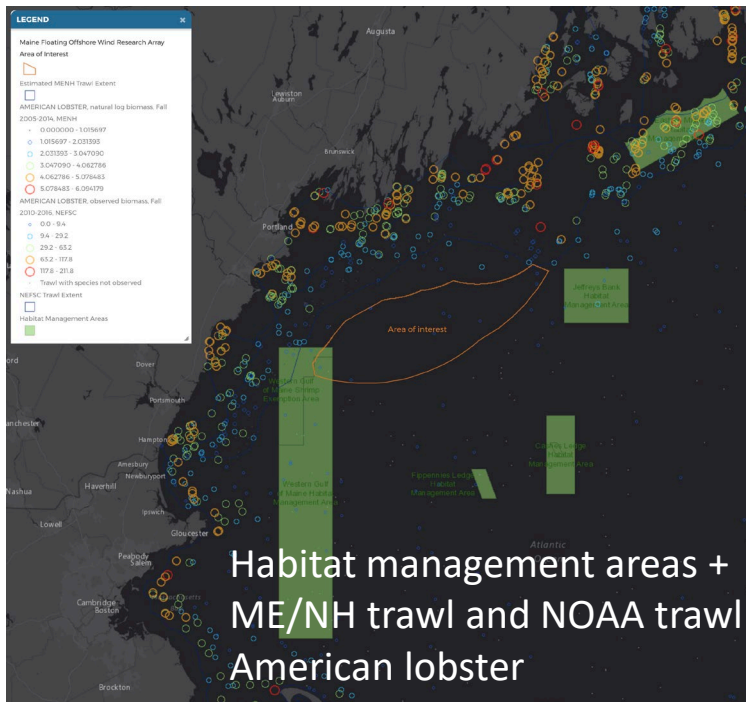 LEGEND
×
Maine Floating Offshore Wind Research Array
Area of Interest
Estimated MENH Trawl Extent
AMERICAN LOBSTER, natural log biomass. Fall
2005-2014, MENH
0.000000 - 1.015697
1.015697 - 2.031393
2.031393 - 3.047090
3.047090 - 4.062786
4.062786 - 5.078483
5.078483 - 6.094179
AMERICAN LOBSTER, observed biomass. Fall
2010-2016, NEFSC
0.0 - 9.4
9.4 - 29.2
29.2 - 63.2
63.2 - 117.8
117.8 - 211.8
Trawl with species not observed
NEFSC Trawl Extent
Habitat Management Areas
Augusta
Lewiston
Auburn
Brunswick
Portland
Jeffreys Bank
Habitat
Management Area
Area of Interest
Dover
Portsmouth
Western Gulf
of Maine Shrimp
Exemption Area
Hampton
Amesbury
Newburyport
Haverhill
Nashua
Lowell
Ipswich
Gloucester
Western Gulf
of Maine Habitat
Management Area
Fippennies Ledge
Habitat
Management Area
Cashes Ledge
Habitat
Management Area
Atlantic
Peabody
Salem
Cambridge
Boston
Brockton
Habitat management areas +
ME/NH trawl and NOAA trawl
American lobster